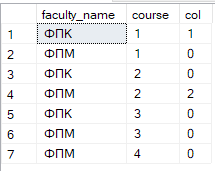 faculty_name course col
1 ФПК 1 1
2 ФПМ 1 0
3 ФПК 2 0
4 ФПМ 2 2
5 ФПК 3 0
6 ФПМ 3 0
7 ФПМ 4 0